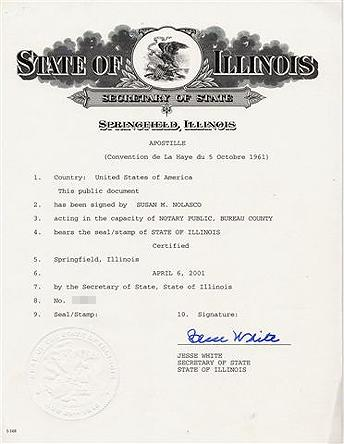 STATE OF ILLINOIS
SECRETARY OF STATE
SPRINGFIELD, ILLINOIS
APOSTILLE
(Convention de La Haye du 5 Octobre 1961)
1. Country: United States of America
This public document
2. has been signed by SUSAN M. NOLASCO
3. acting in the capacity of NOTARY PUBLIC, BUREAU COUNTY
4. bears the seal/stamp of STATE OF ILLINOIS
Certified
5. Springfield, Illinois
6. APRIL 6, 2001
7. by the Secretary of State, State of Illinois
8. No.
9. Seal/Stamp: 10. Signature:
Jesse White
JESSE WHITE
SECRETARY OF STATE
STATE OF ILLINOIS